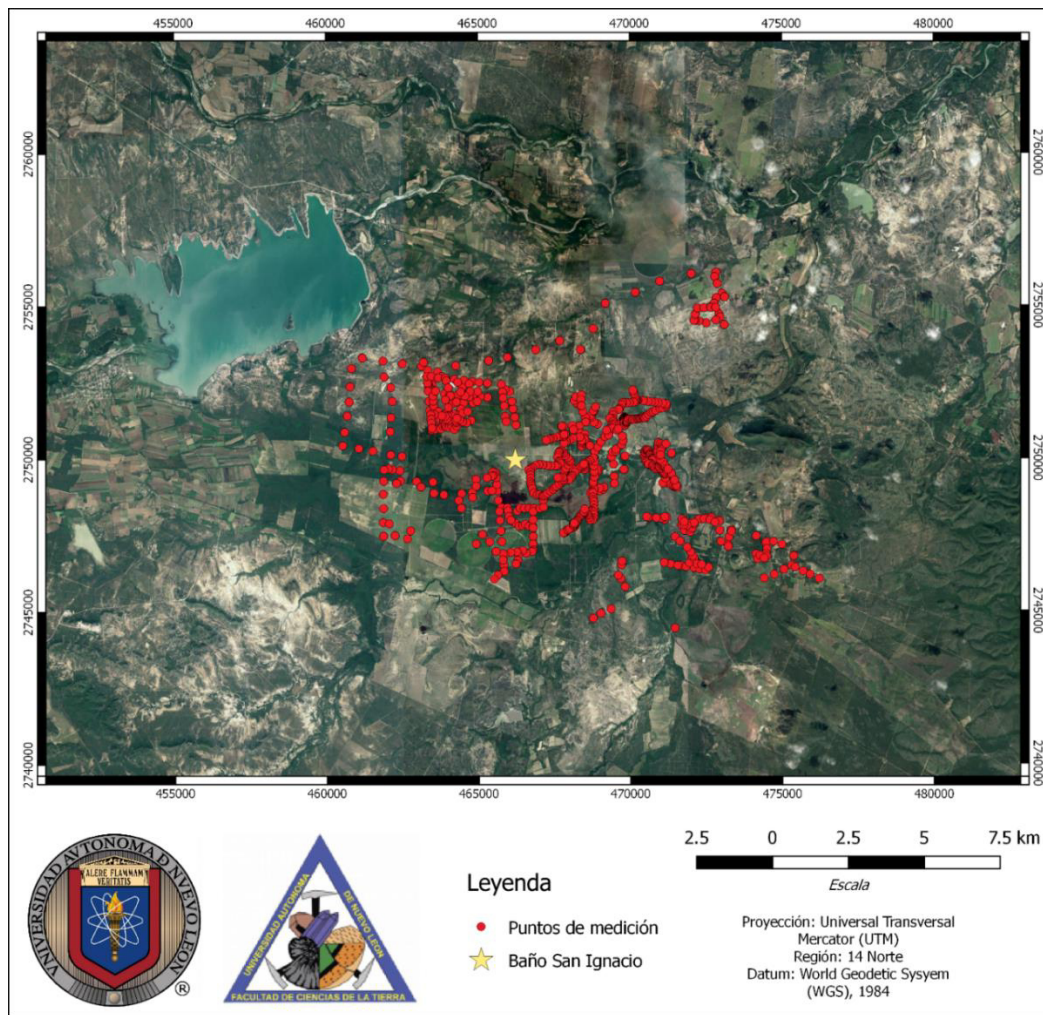 455000 460000 465000 470000 475000 480000
2760000 2760000
2755000 2755000
2750000 2750000
2745000 2745000
2740000 2740000
455000 460000 465000 470000 475000 480000
UNIVERSIDAD AVTONOMA D NVEVO LEON
ALERE FLAMMAM
VERITATIS
®
UNIVERSIDAD AUTONOMA
DE NUEVO LEON
FACULTAD DE CIENCIAS DE LA TIERRA
Leyenda
Puntos de medición
Baño San Ignacio
2.5 0 2.5 5 7.5 km
Escala
Proyección: Universal Transversal
Mercator (UTM)
Región: 14 Norte
Datum: World Geodetic Sysyem
(WGS), 1984